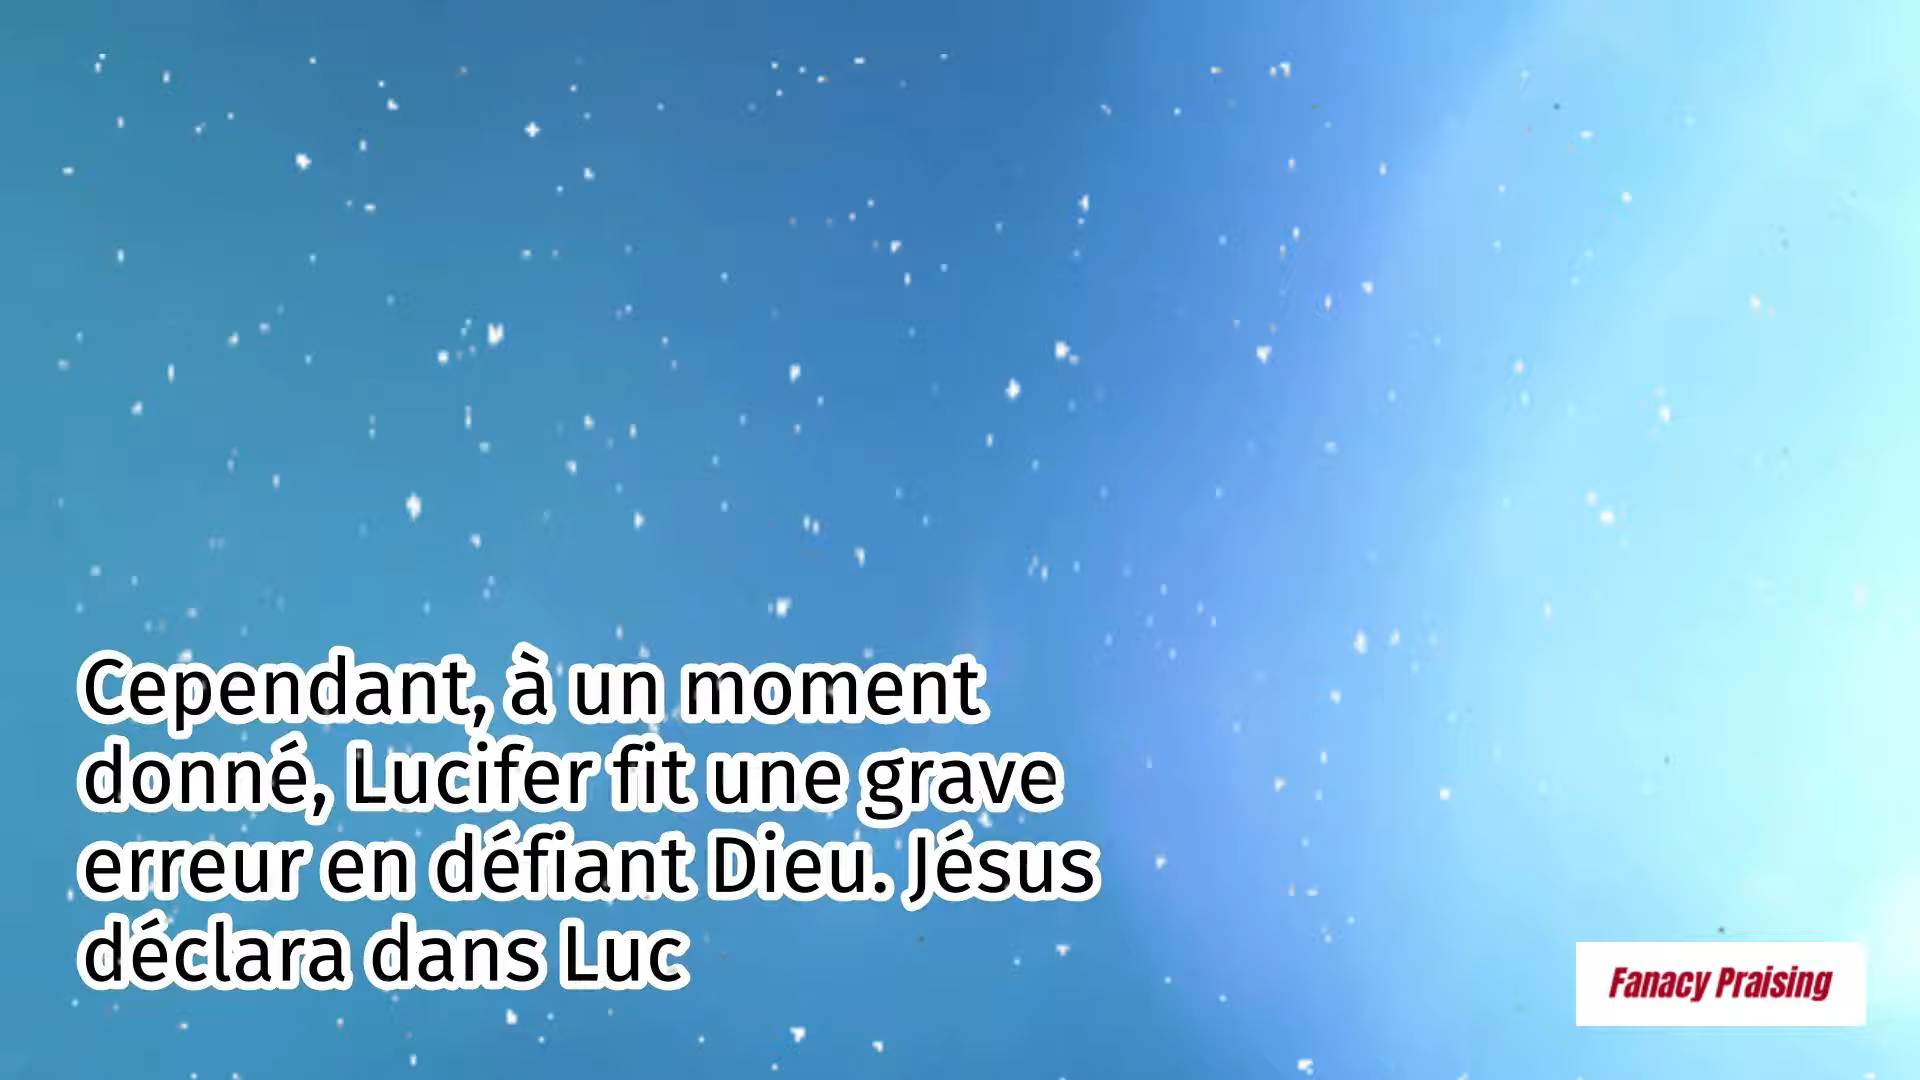 Cependant, à un moment
donné, Lucifer fit une grave
erreur en défiant Dieu. Jésus
déclara dans Luc
Fanacy Praising